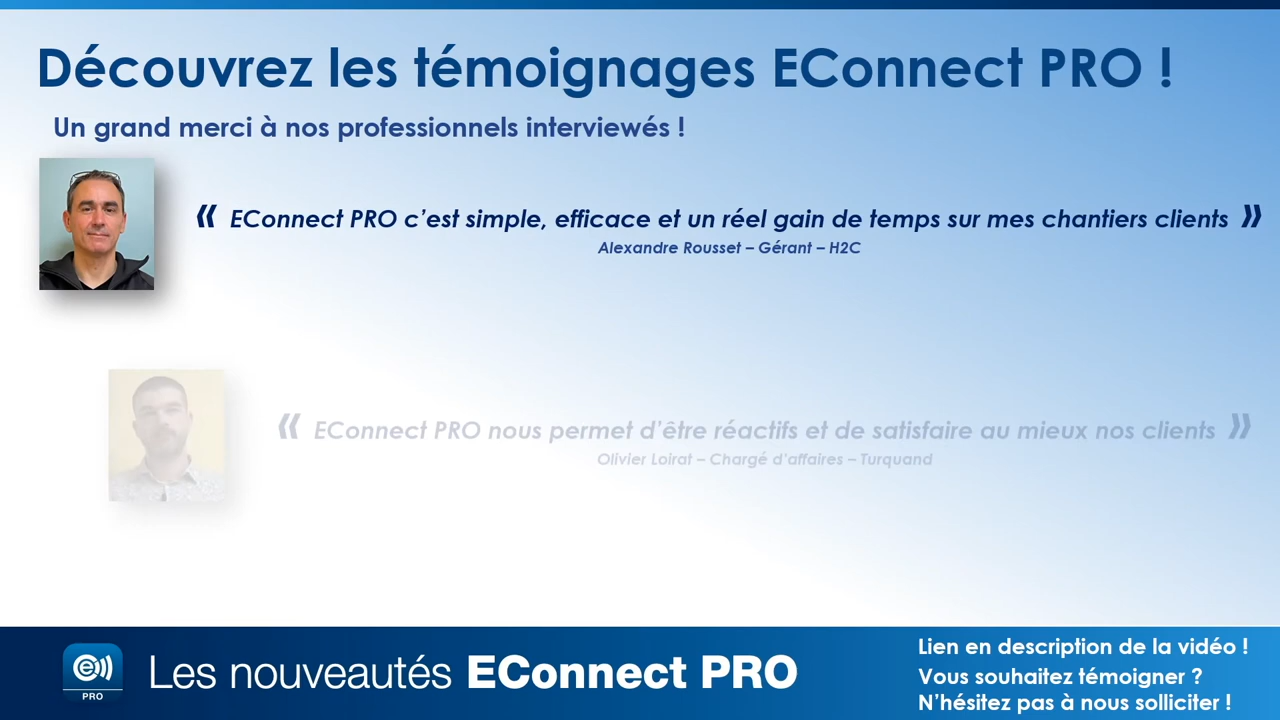 Découvrez les témoignages EConnect PRO !
Un grand merci à nos professionnels interviewés !
« EConnect PRO c’est simple, efficace et un réel gain de temps sur mes chantiers clients »
Alexandre Rousset – Gérant – H2C
« EConnect PRO nous permet d’être réactifs et de satisfaire au mieux nos clients »
Olivier Loirat – Chargé d’affaires – Turquand
e
PRO
Les nouveautés EConnect PRO
Lien en description de la vidéo !
Vous souhaitez témoigner ?
N’hésitez pas à nous solliciter !